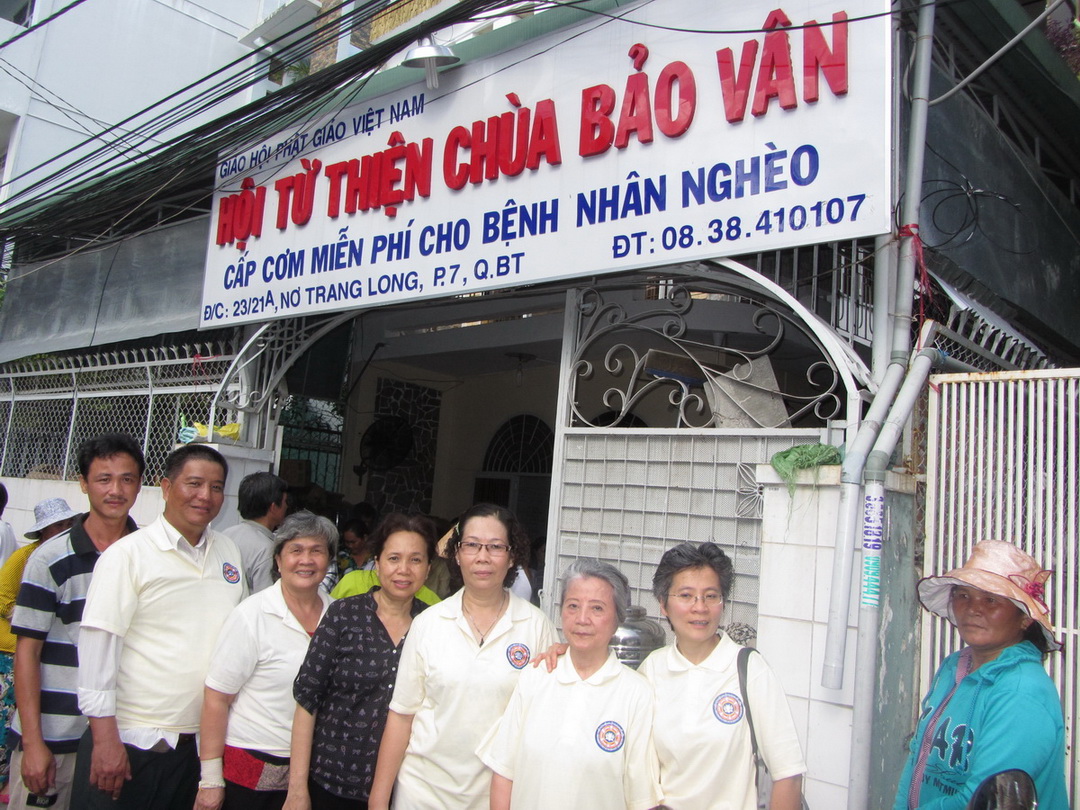 GIÁO HỘI PHẬT GIÁO VIỆT NAM
HỘI TỪ THIỆN CHÙA BẢO VÂN
CẤP CƠM MIỄN PHÍ CHO BỆNH NHÂN NGHÈO
Đ/C: 23/21A, NƠ TRANG LONG, P.7, Q.BT
ĐT: 08.38.410107